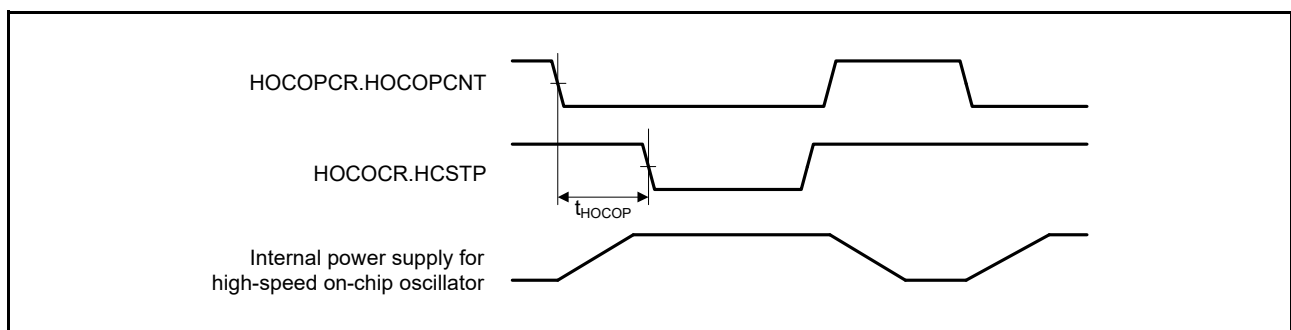 HOCOPCR.HOCOPCNT
HOCOCR.HCSTP
tHOCOP
Internal power supply for
high-speed on-chip oscillator